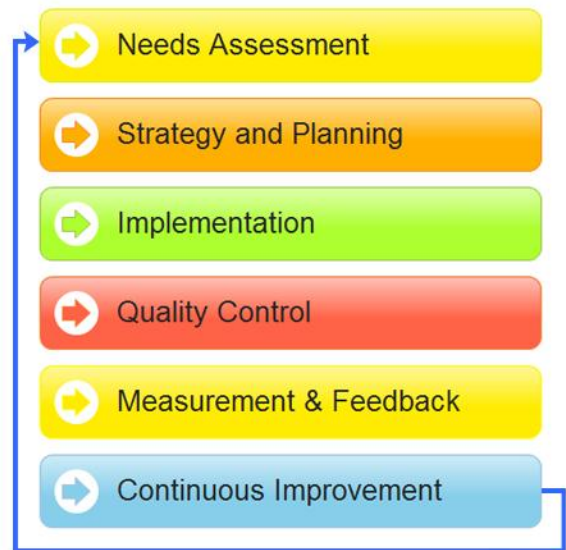 Needs Assessment
Strategy and Planning
Implementation
Quality Control
Measurement & Feedback
Continuous Improvement